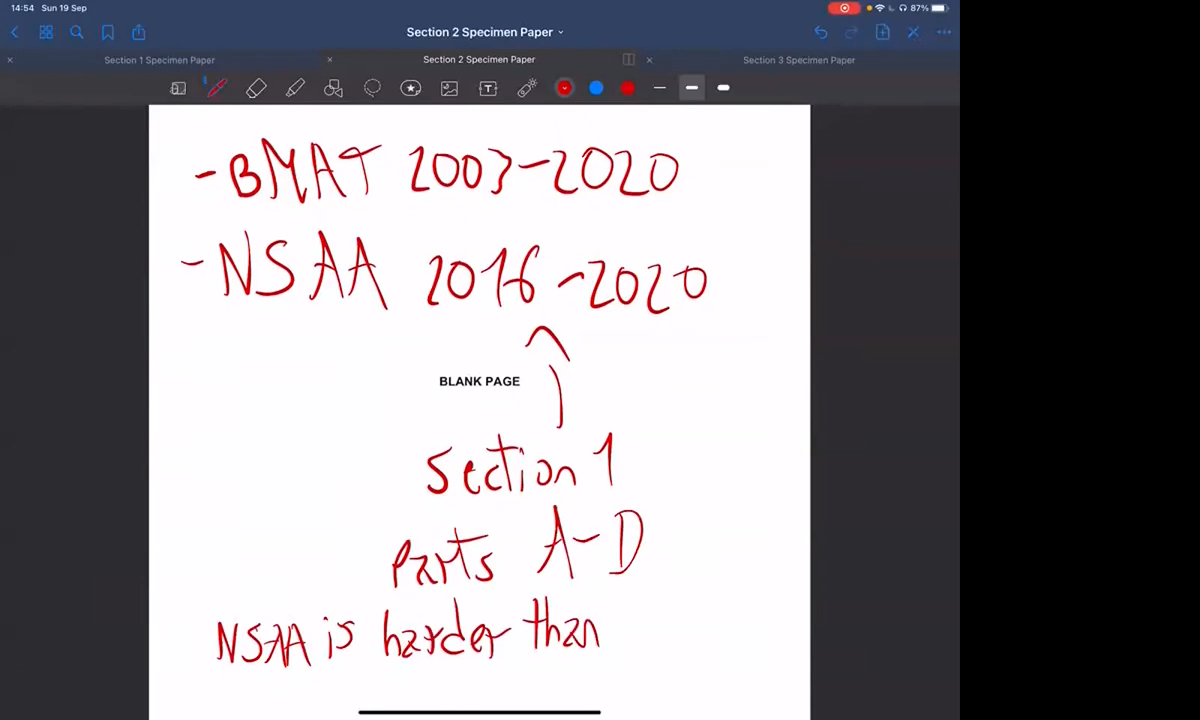 14:54 Sun 19 Sep
87%
Section 2 Specimen Paper
Section 1 Specimen Paper
Section 2 Specimen Paper
Section 3 Specimen Paper
-BMAT 2003-2020
-NSAA 2016-2020
BLANK PAGE
Section 1
Parts A-D
NSAA is harder than